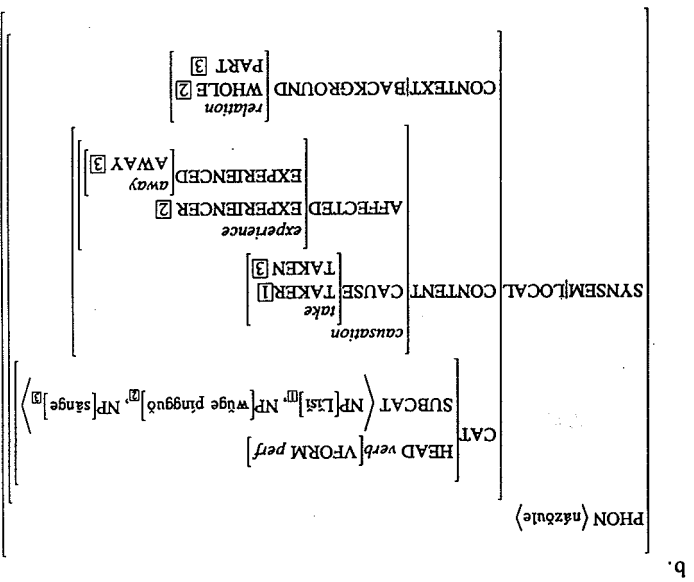 b.
PHON ⟨názǒule⟩
HEAD verb[VFORM perf]
CAT
SUBCAT ⟨NP[Lǐsì][1], NP[wǔge píngguǒ][2], NP[sānge][3]⟩
causation
take
TAKER[1]
SYNSEM|LOCAL CONTENT CAUSE
TAKEN [3]
experience
AFFECTED EXPERIENCER [2]
away
EXPERIENCED
AWAY [3]
relation
CONTEXT|BACKGROUND WHOLE [2]
PART [3]